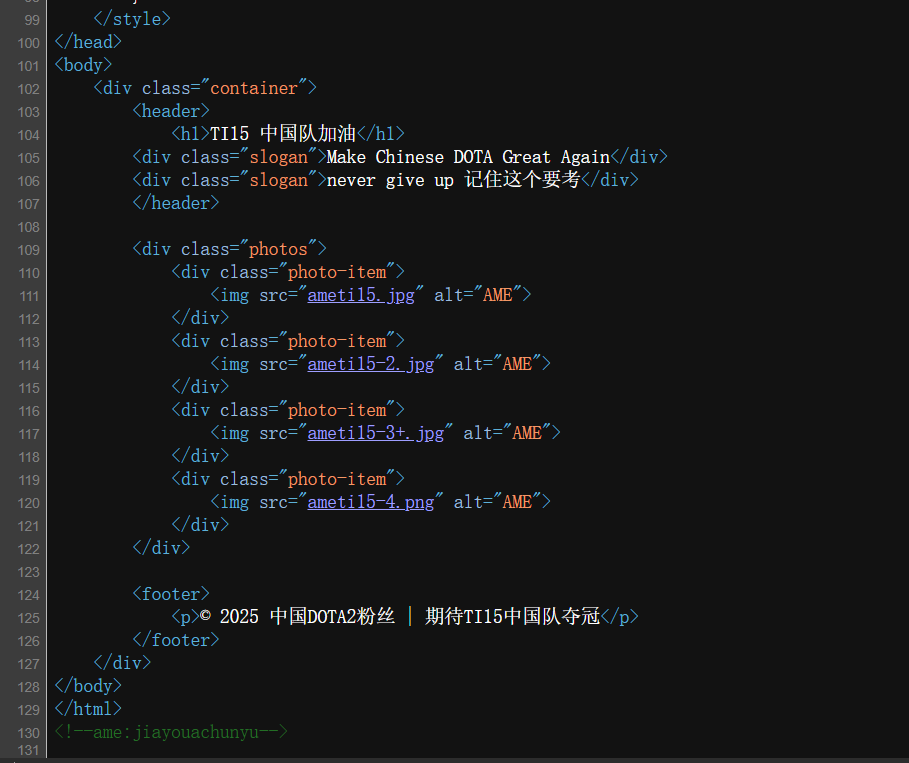 99 </style>
100 </head>
101 <body>
102 <div class="container">
103 <header>
104 <h1>TI15 中国队加油</h1>
105 <div class="slogan">Make Chinese DOTA Great Again</div>
106 <div class="slogan">never give up 记住这个要考</div>
107 </header>
108
109 <div class="photos">
110 <div class="photo-item">
111 <img src="ameti15.jpg" alt="AME">
112 </div>
113 <div class="photo-item">
114 <img src="ameti15-2.jpg" alt="AME">
115 </div>
116 <div class="photo-item">
117 <img src="ameti15-3+.jpg" alt="AME">
118 </div>
119 <div class="photo-item">
120 <img src="ameti15-4.png" alt="AME">
121 </div>
122 </div>
123
124 <footer>
125 <p>© 2025 中国DOTA2粉丝 | 期待TI15中国队夺冠</p>
126 </footer>
127 </div>
128 </body>
129 </html>
130 <!--ame:jiayouachunyu-->
131